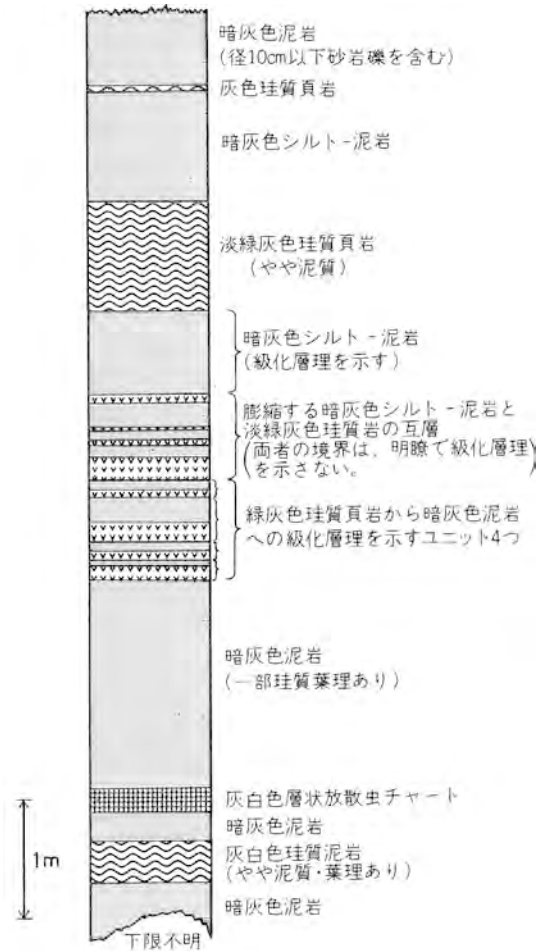 暗灰色泥岩
(径10cm以下砂岩礫を含む)
灰色珪質頁岩
暗灰色シルト-泥岩
淡緑灰色珪質頁岩
(やや泥質)
暗灰色シルト-泥岩
(級化層理を示す)
膨縮する暗灰色シルト-泥岩と
淡緑灰色珪質岩の互層
(両者の境界は、明瞭で級化層理
を示さない。)
緑灰色珪質頁岩から暗灰色泥岩
への級化層理を示すユニット4つ
暗灰色泥岩
(一部珪質葉理あり)
灰白色層状放散虫チャート
暗灰色泥岩
灰白色珪質泥岩
(やや泥質・葉理あり)
暗灰色泥岩
1m
下限不明